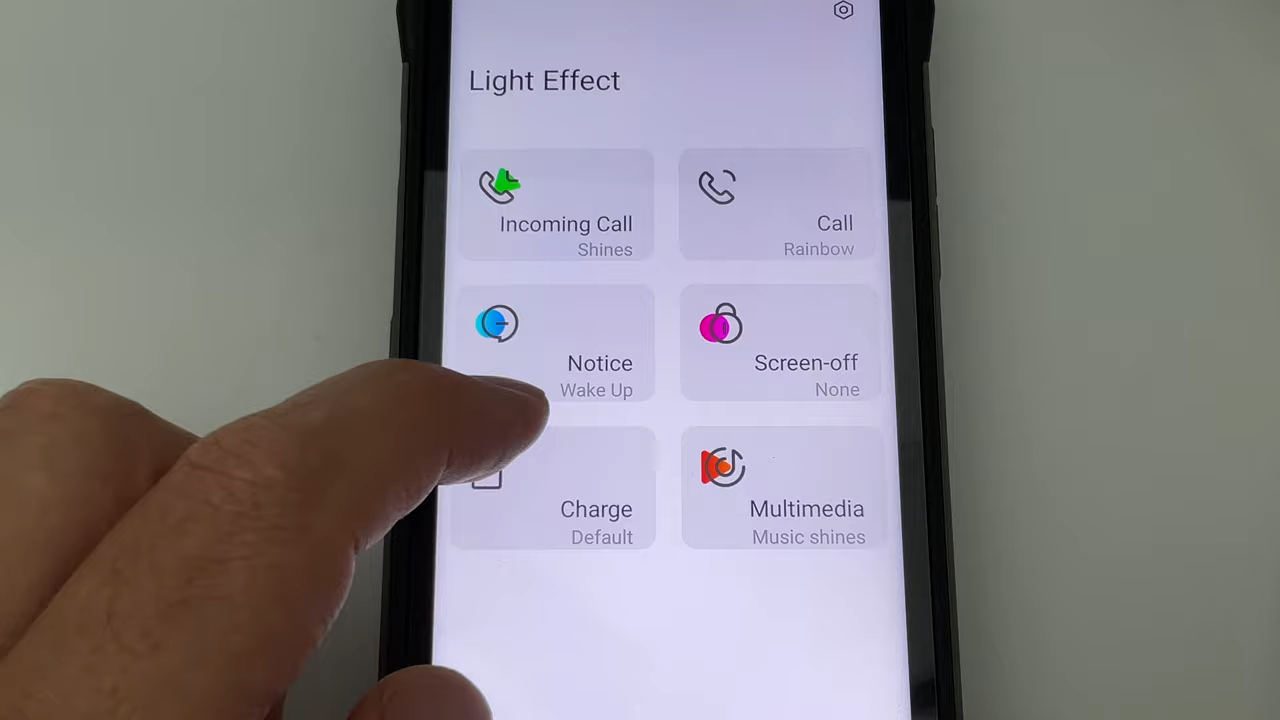 Light Effect
Incoming Call
Shines
Call
Rainbow
Notice
Wake Up
Screen-off
None
Charge
Default
Multimedia
Music shines